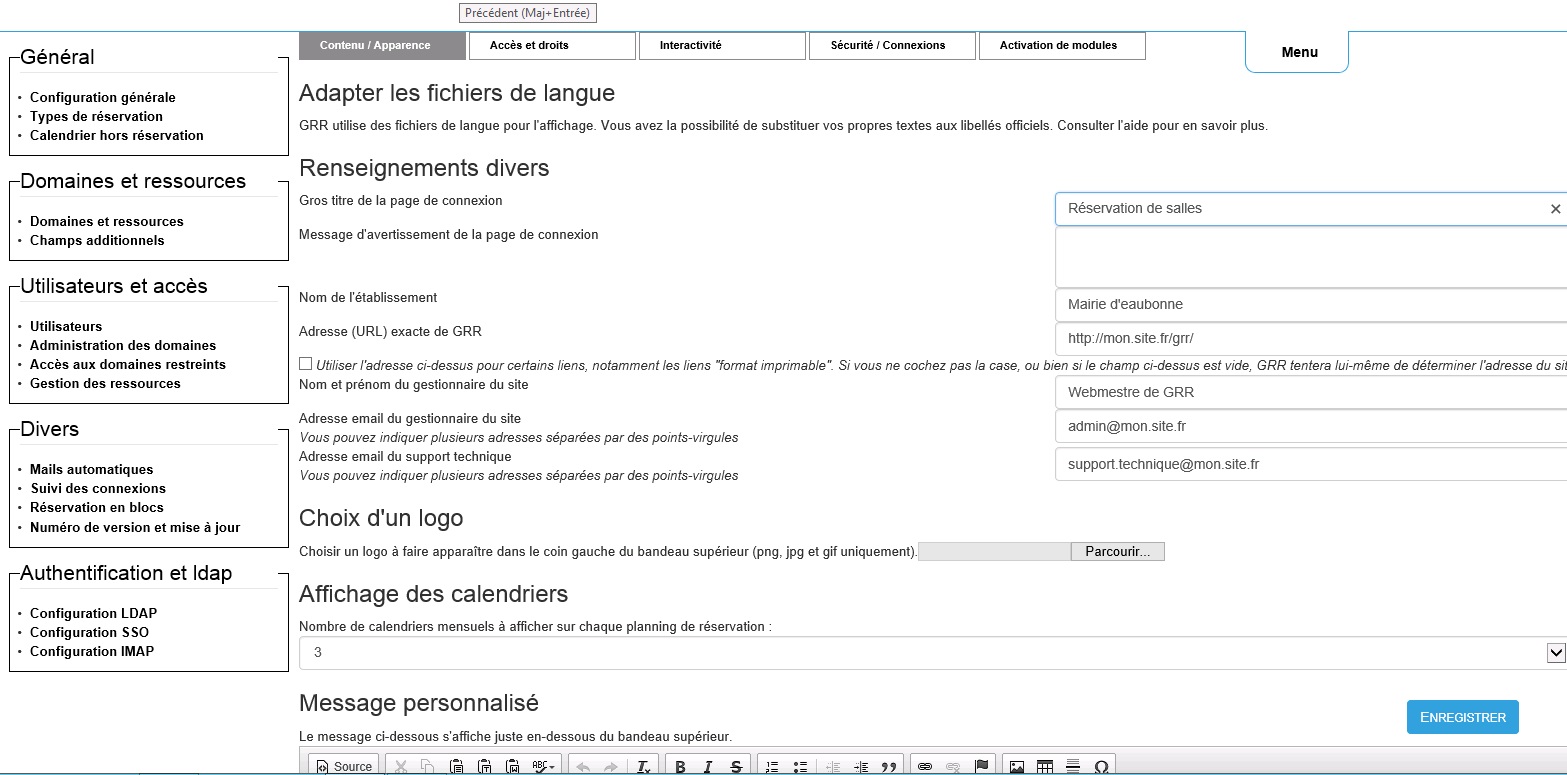 Précédent (Maj+Entrée)
Contenu / Apparence
Accès et droits
Interactivité
Sécurité / Connexions
Activation de modules
Menu
Général
• Configuration générale
• Types de réservation
• Calendrier hors réservation
Domaines et ressources
• Domaines et ressources
• Champs additionnels
Utilisateurs et accès
• Utilisateurs
• Administration des domaines
• Accès aux domaines restreints
• Gestion des ressources
Divers
• Mails automatiques
• Suivi des connexions
• Réservation en blocs
• Numéro de version et mise à jour
Authentification et ldap
• Configuration LDAP
• Configuration SSO
• Configuration IMAP
Adapter les fichiers de langue
GRR utilise des fichiers de langue pour l'affichage. Vous avez la possibilité de substituer vos propres textes aux libellés officiels. Consulter l'aide pour en savoir plus.
Renseignements divers
Gros titre de la page de connexion
Réservation de salles
Message d'avertissement de la page de connexion
Nom de l'établissement
Mairie d'eaubonne
Adresse (URL) exacte de GRR
http://mon.site.fr/grr/
Utiliser l'adresse ci-dessus pour certains liens, notamment les liens "format imprimable". Si vous ne cochez pas la case, ou bien si le champ ci-dessus est vide, GRR tentera lui-même de déterminer l'adresse du sit
Nom et prénom du gestionnaire du site
Webmestre de GRR
Adresse email du gestionnaire du site
admin@mon.site.fr
Vous pouvez indiquer plusieurs adresses séparées par des points-virgules
Adresse email du support technique
support.technique@mon.site.fr
Vous pouvez indiquer plusieurs adresses séparées par des points-virgules
Choix d'un logo
Choisir un logo à faire apparaître dans le coin gauche du bandeau supérieur (png, jpg et gif uniquement).
Parcourir...
Affichage des calendriers
Nombre de calendriers mensuels à afficher sur chaque planning de réservation :
3
Message personnalisé
ENREGISTRER
Le message ci-dessous s'affiche juste en-dessous du bandeau supérieur.
Source